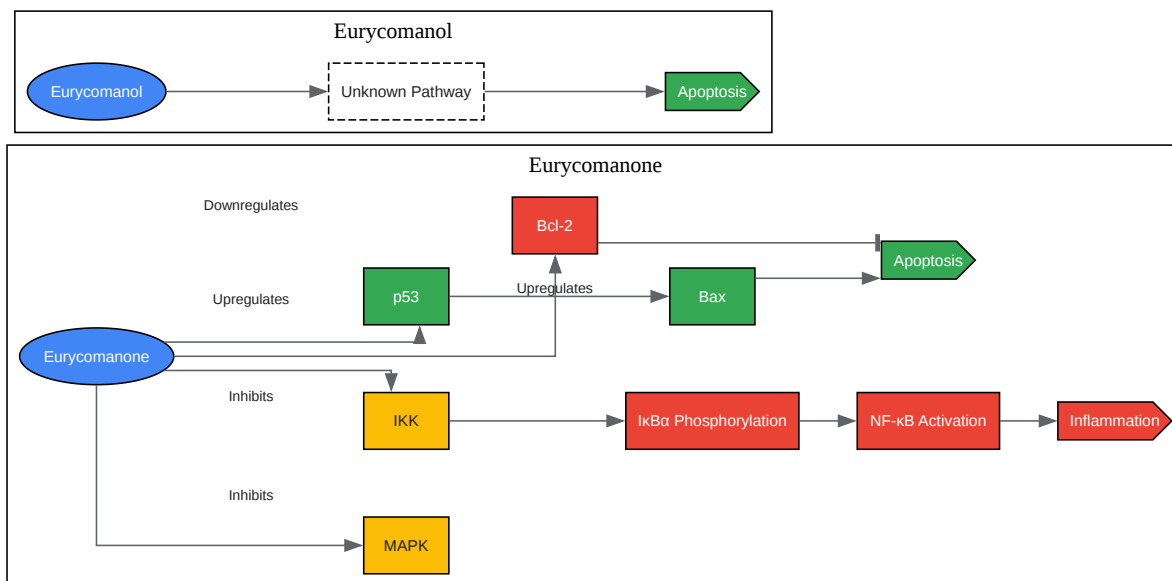 Eurycomanol
Eurycomanol
Unknown Pathway
Apoptosis
Eurycomanone
Downregulates
Bcl-2
Apoptosis
Upregulates
p53
Upregulates
Bax
Eurycomanone
Inhibits
IKK
IκBα Phosphorylation
NF-κB Activation
Inflammation
Inhibits
MAPK